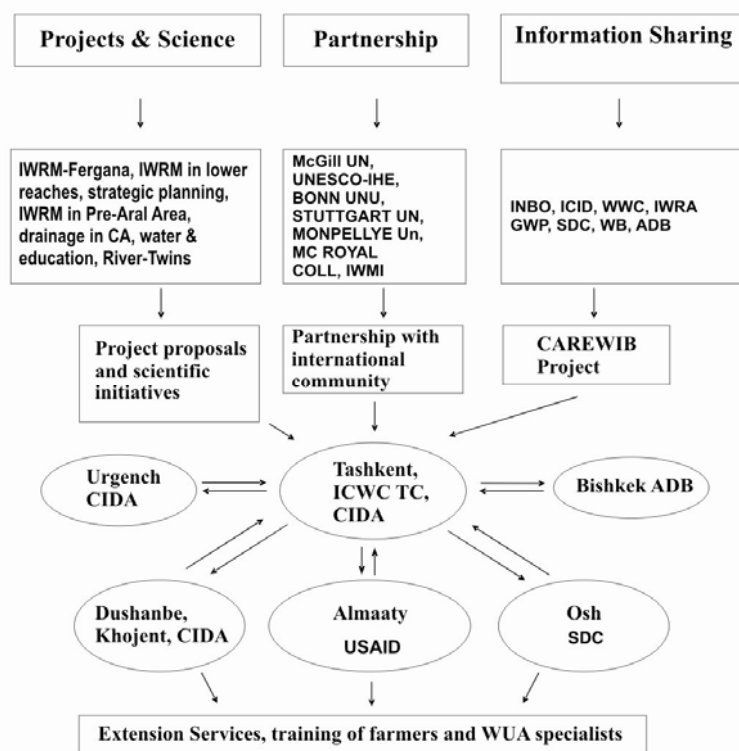 Projects & Science
Partnership
Information Sharing
IWRM-Fergana, IWRM in lower
reaches, strategic planning,
IWRM in Pre-Aral Area,
drainage in CA, water &
education, River-Twins
McGill UN,
UNESCO-IHE,
BONN UNU,
STUTTGART UN,
MONPELLYE Un,
MC ROYAL
COLL, IWMI
INBO, ICID, WWC, IWRA
GWP, SDC, WB, ADB
Project proposals
and scientific
initiatives
Partnership with
international
community
CAREWIB
Project
Urgench
CIDA
Tashkent,
ICWC TC,
CIDA
Bishkek ADB
Dushanbe,
Khojent, CIDA
Almaaty
USAID
Osh
SDC
Extension Services, training of farmers and WUA specialists